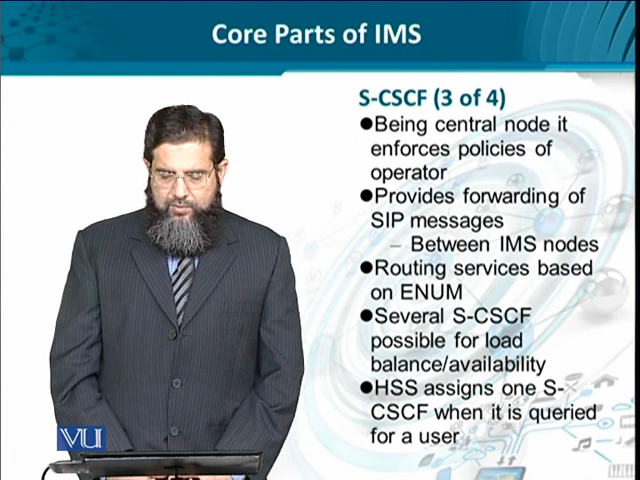 Core Parts of IMS
S-CSCF (3 of 4)
●Being central node it
enforces policies of
operator
●Provides forwarding of
SIP messages
– Between IMS nodes
●Routing services based
on ENUM
●Several S-CSCF
possible for load
balance/availability
●HSS assigns one S-
CSCF when it is queried
for a user
VU